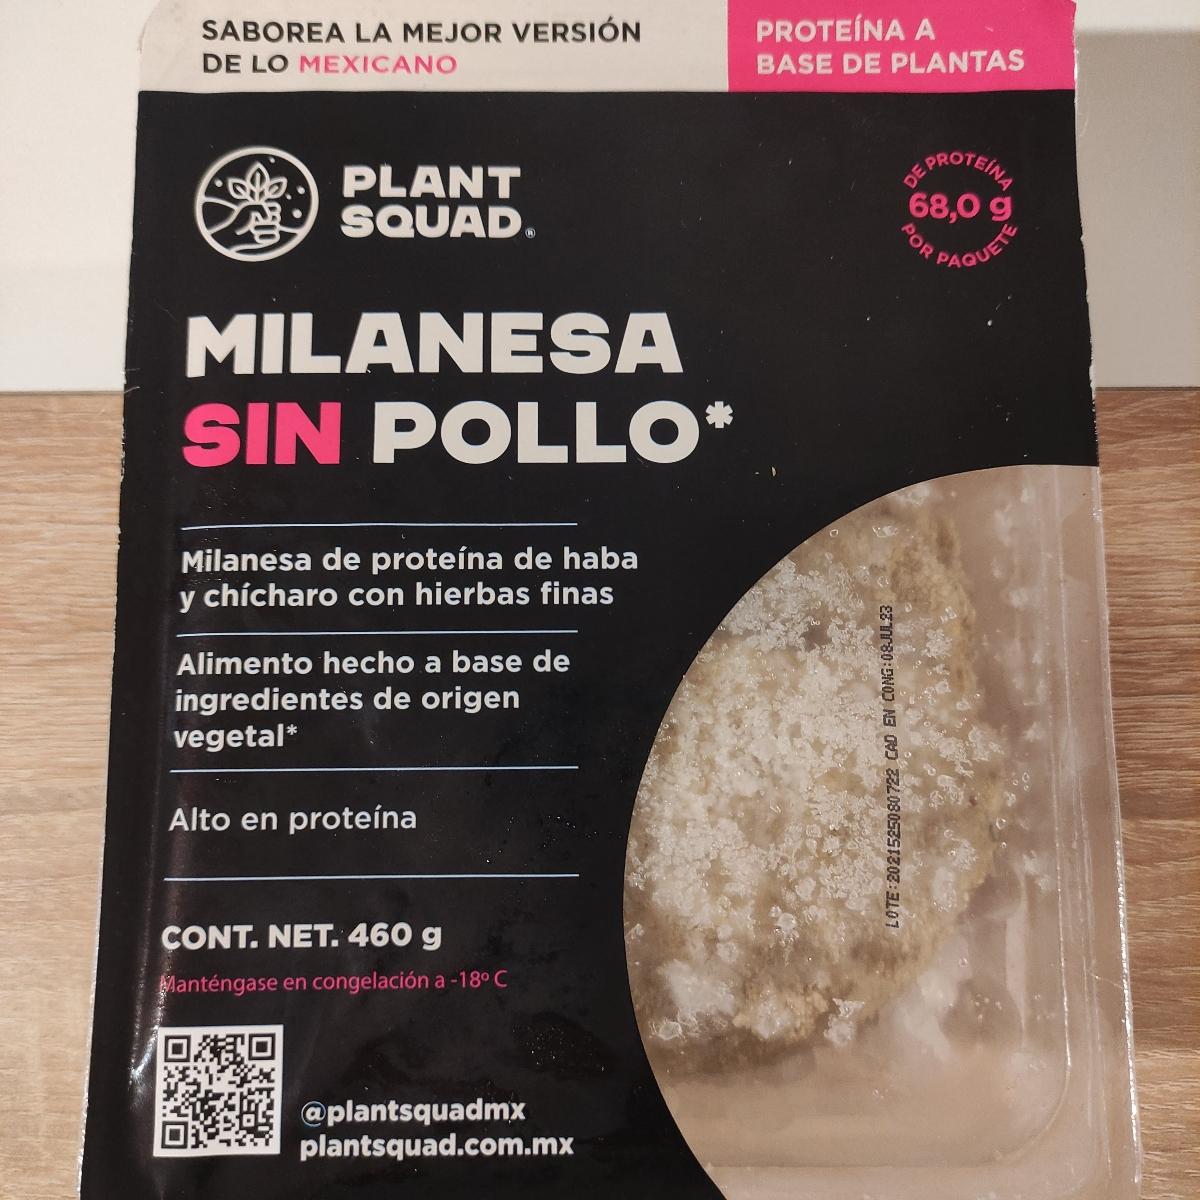 SABOREA LA MEJOR VERSIÓN
DE LO MEXICANO
PROTEÍNA A
BASE DE PLANTAS
PLANT
SQUAD®
DE PROTEÍNA
68,0 g
POR PAQUETE
MILANESA
SIN POLLO*
Milanesa de proteína de haba
y chícharo con hierbas finas
Alimento hecho a base de
ingredientes de origen
vegetal*
Alto en proteína
LOTE:2021525080722 CAD EN CONG:08JUL23
CONT. NET. 460 g
Manténgase en congelación a -18º C
@plantsquadmx
plantsquad.com.mx